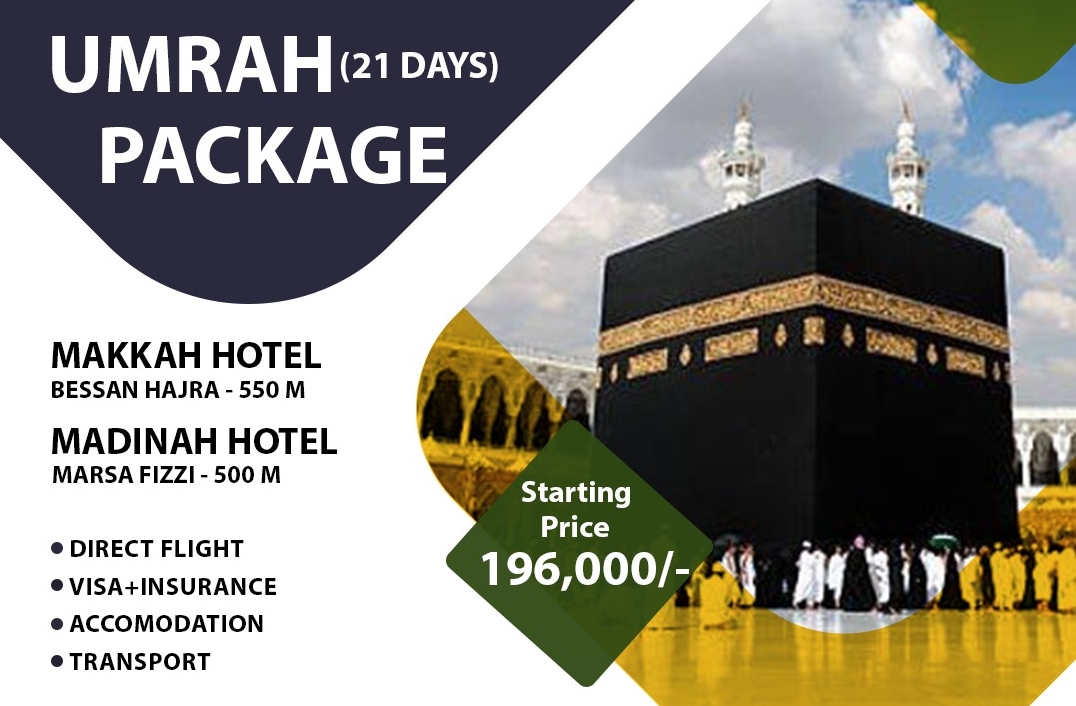 UMRAH (21 DAYS)
PACKAGE
MAKKAH HOTEL
BESSAN HAJRA - 550 M
MADINAH HOTEL
MARSA FIZZI - 500 M
• DIRECT FLIGHT
• VISA+INSURANCE
• ACCOMODATION
• TRANSPORT
Starting
Price
196,000/-